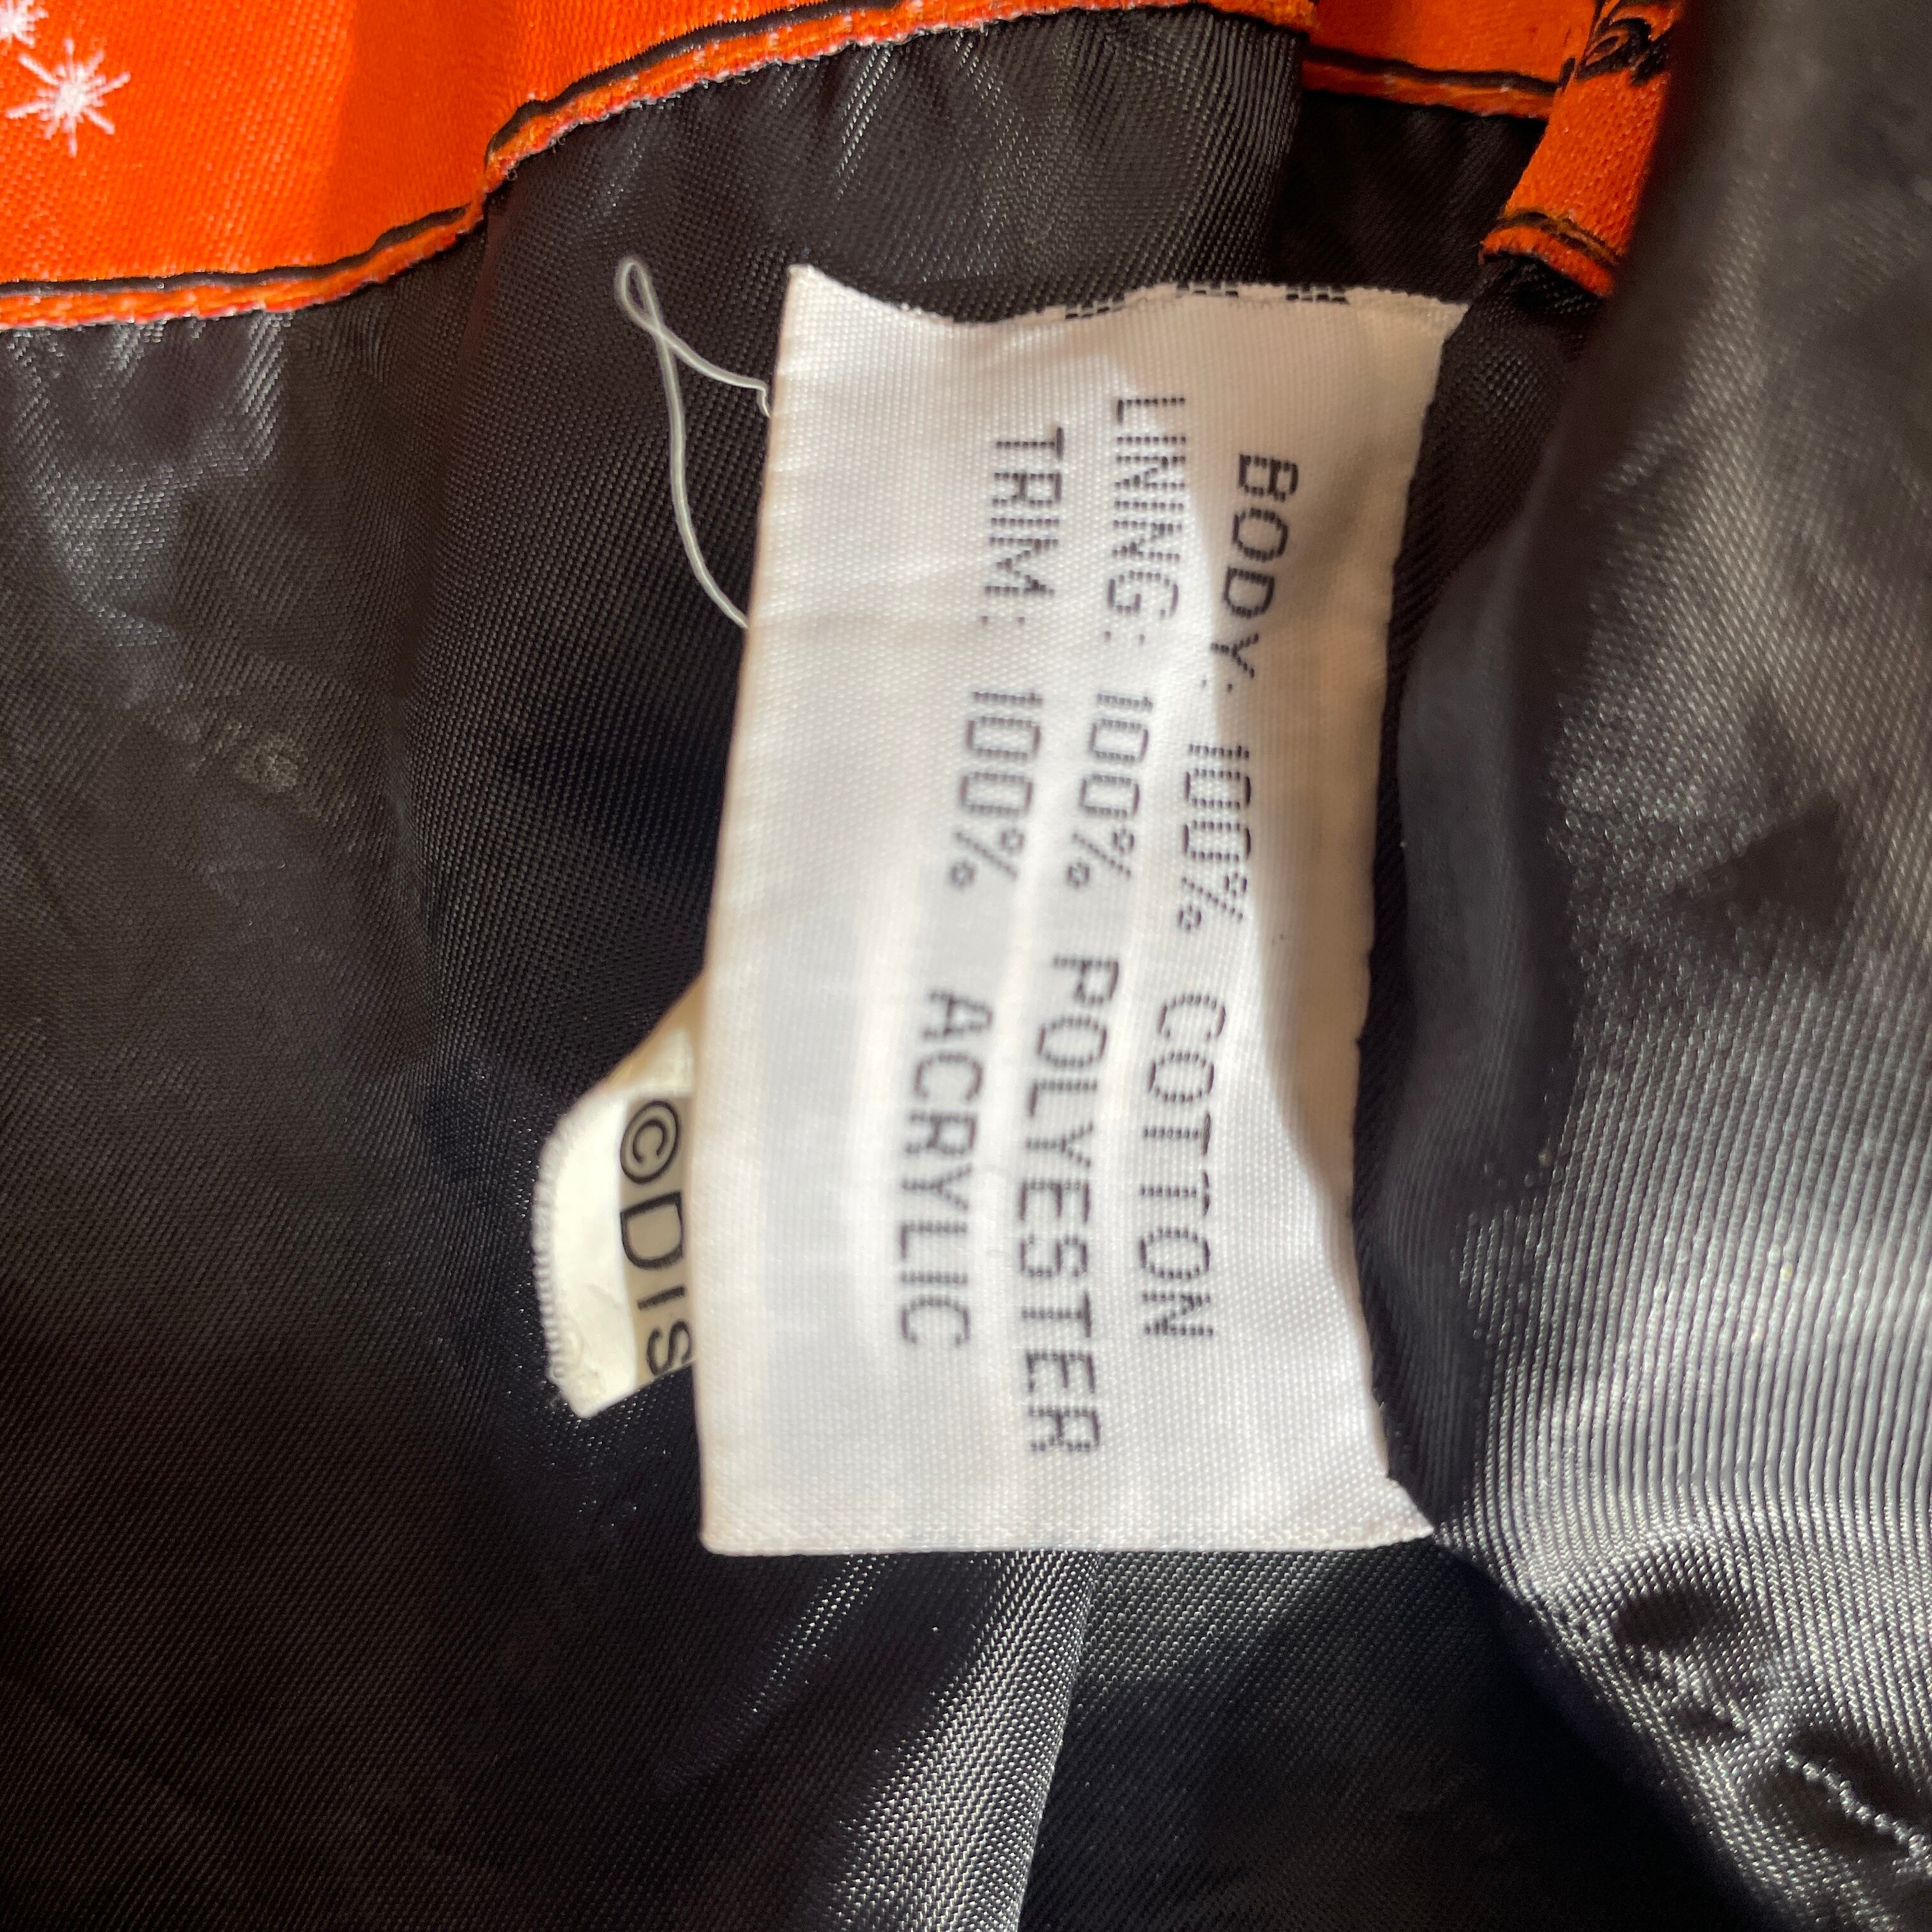 BODY: 100% COTTON
LINING: 100% POLYESTER
TRIM: 100% ACRYLIC
©DIS